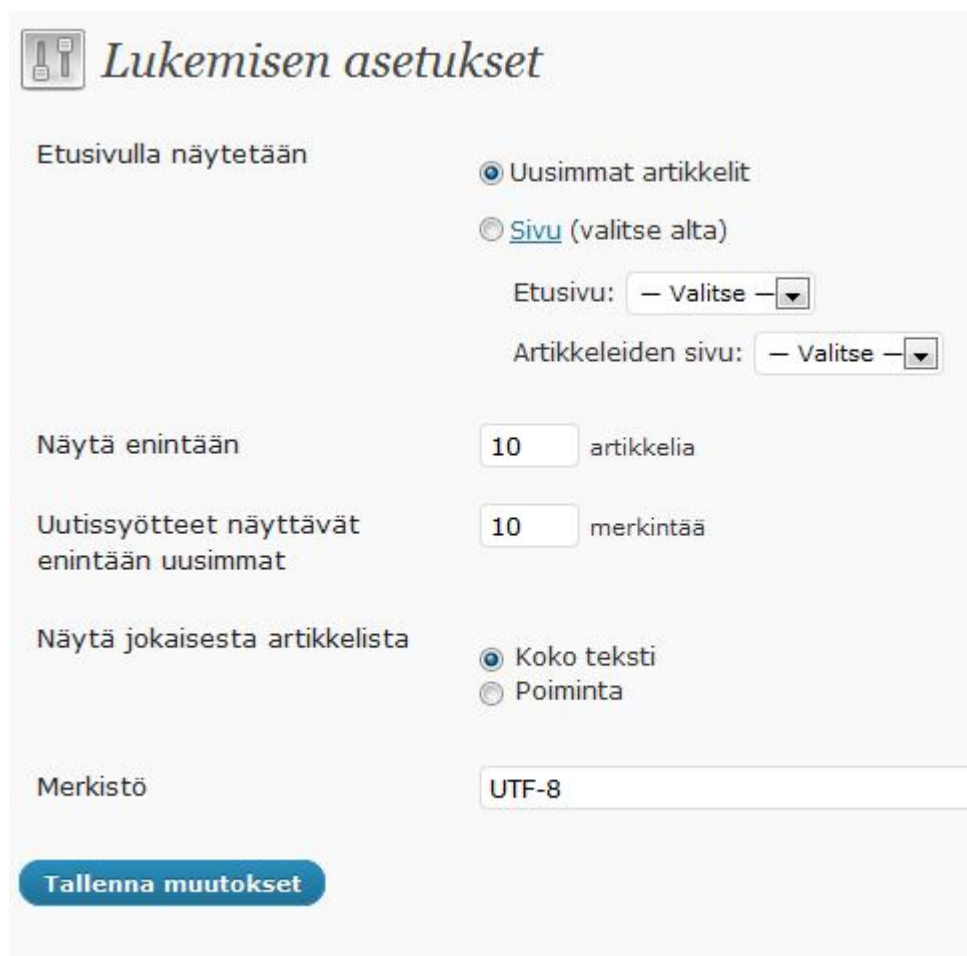 Lukemisen asetukset
Etusivulla näytetään
Uusimmat artikkelit
Sivu (valitse alta)
Etusivu: — Valitse —
Artikkeleiden sivu: — Valitse —
Näytä enintään 10 artikkelia
Uutissyötteet näyttävät 10 merkintää
enintään uusimmat
Näytä jokaisesta artikkelista
Koko teksti
Poiminta
Merkistö UTF-8
Tallenna muutokset